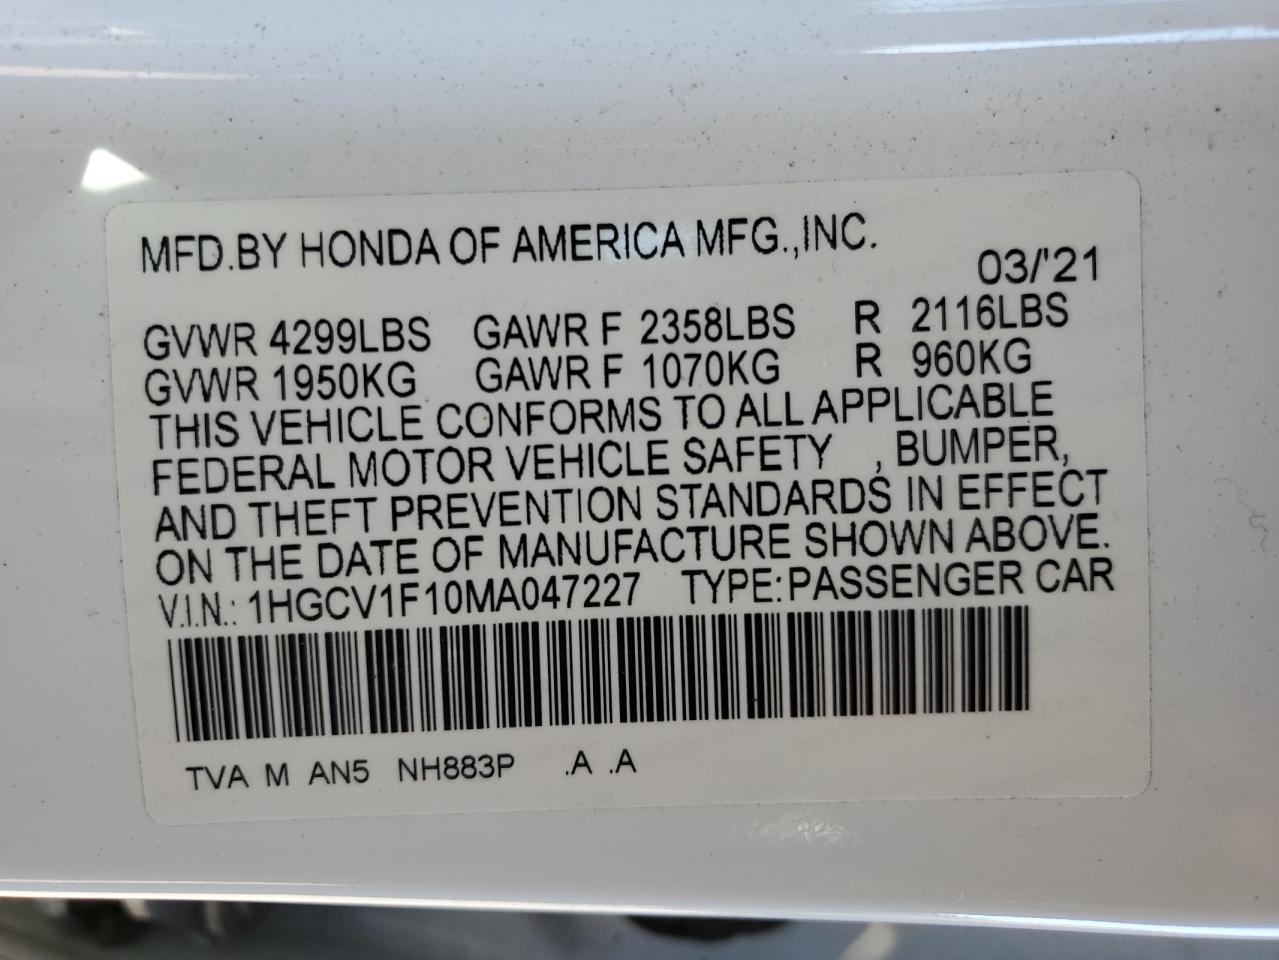 MFD.BY HONDA OF AMERICA MFG.,INC.
03/'21
GVWR 4299LBS GAWR F 2358LBS R 2116LBS
GVWR 1950KG GAWR F 1070KG R 960KG
THIS VEHICLE CONFORMS TO ALL APPLICABLE
FEDERAL MOTOR VEHICLE SAFETY , BUMPER,
AND THEFT PREVENTION STANDARDS IN EFFECT
ON THE DATE OF MANUFACTURE SHOWN ABOVE.
V.I.N.: 1HGCV1F10MA047227 TYPE:PASSENGER CAR
TVA M AN5 NH883P .A .A